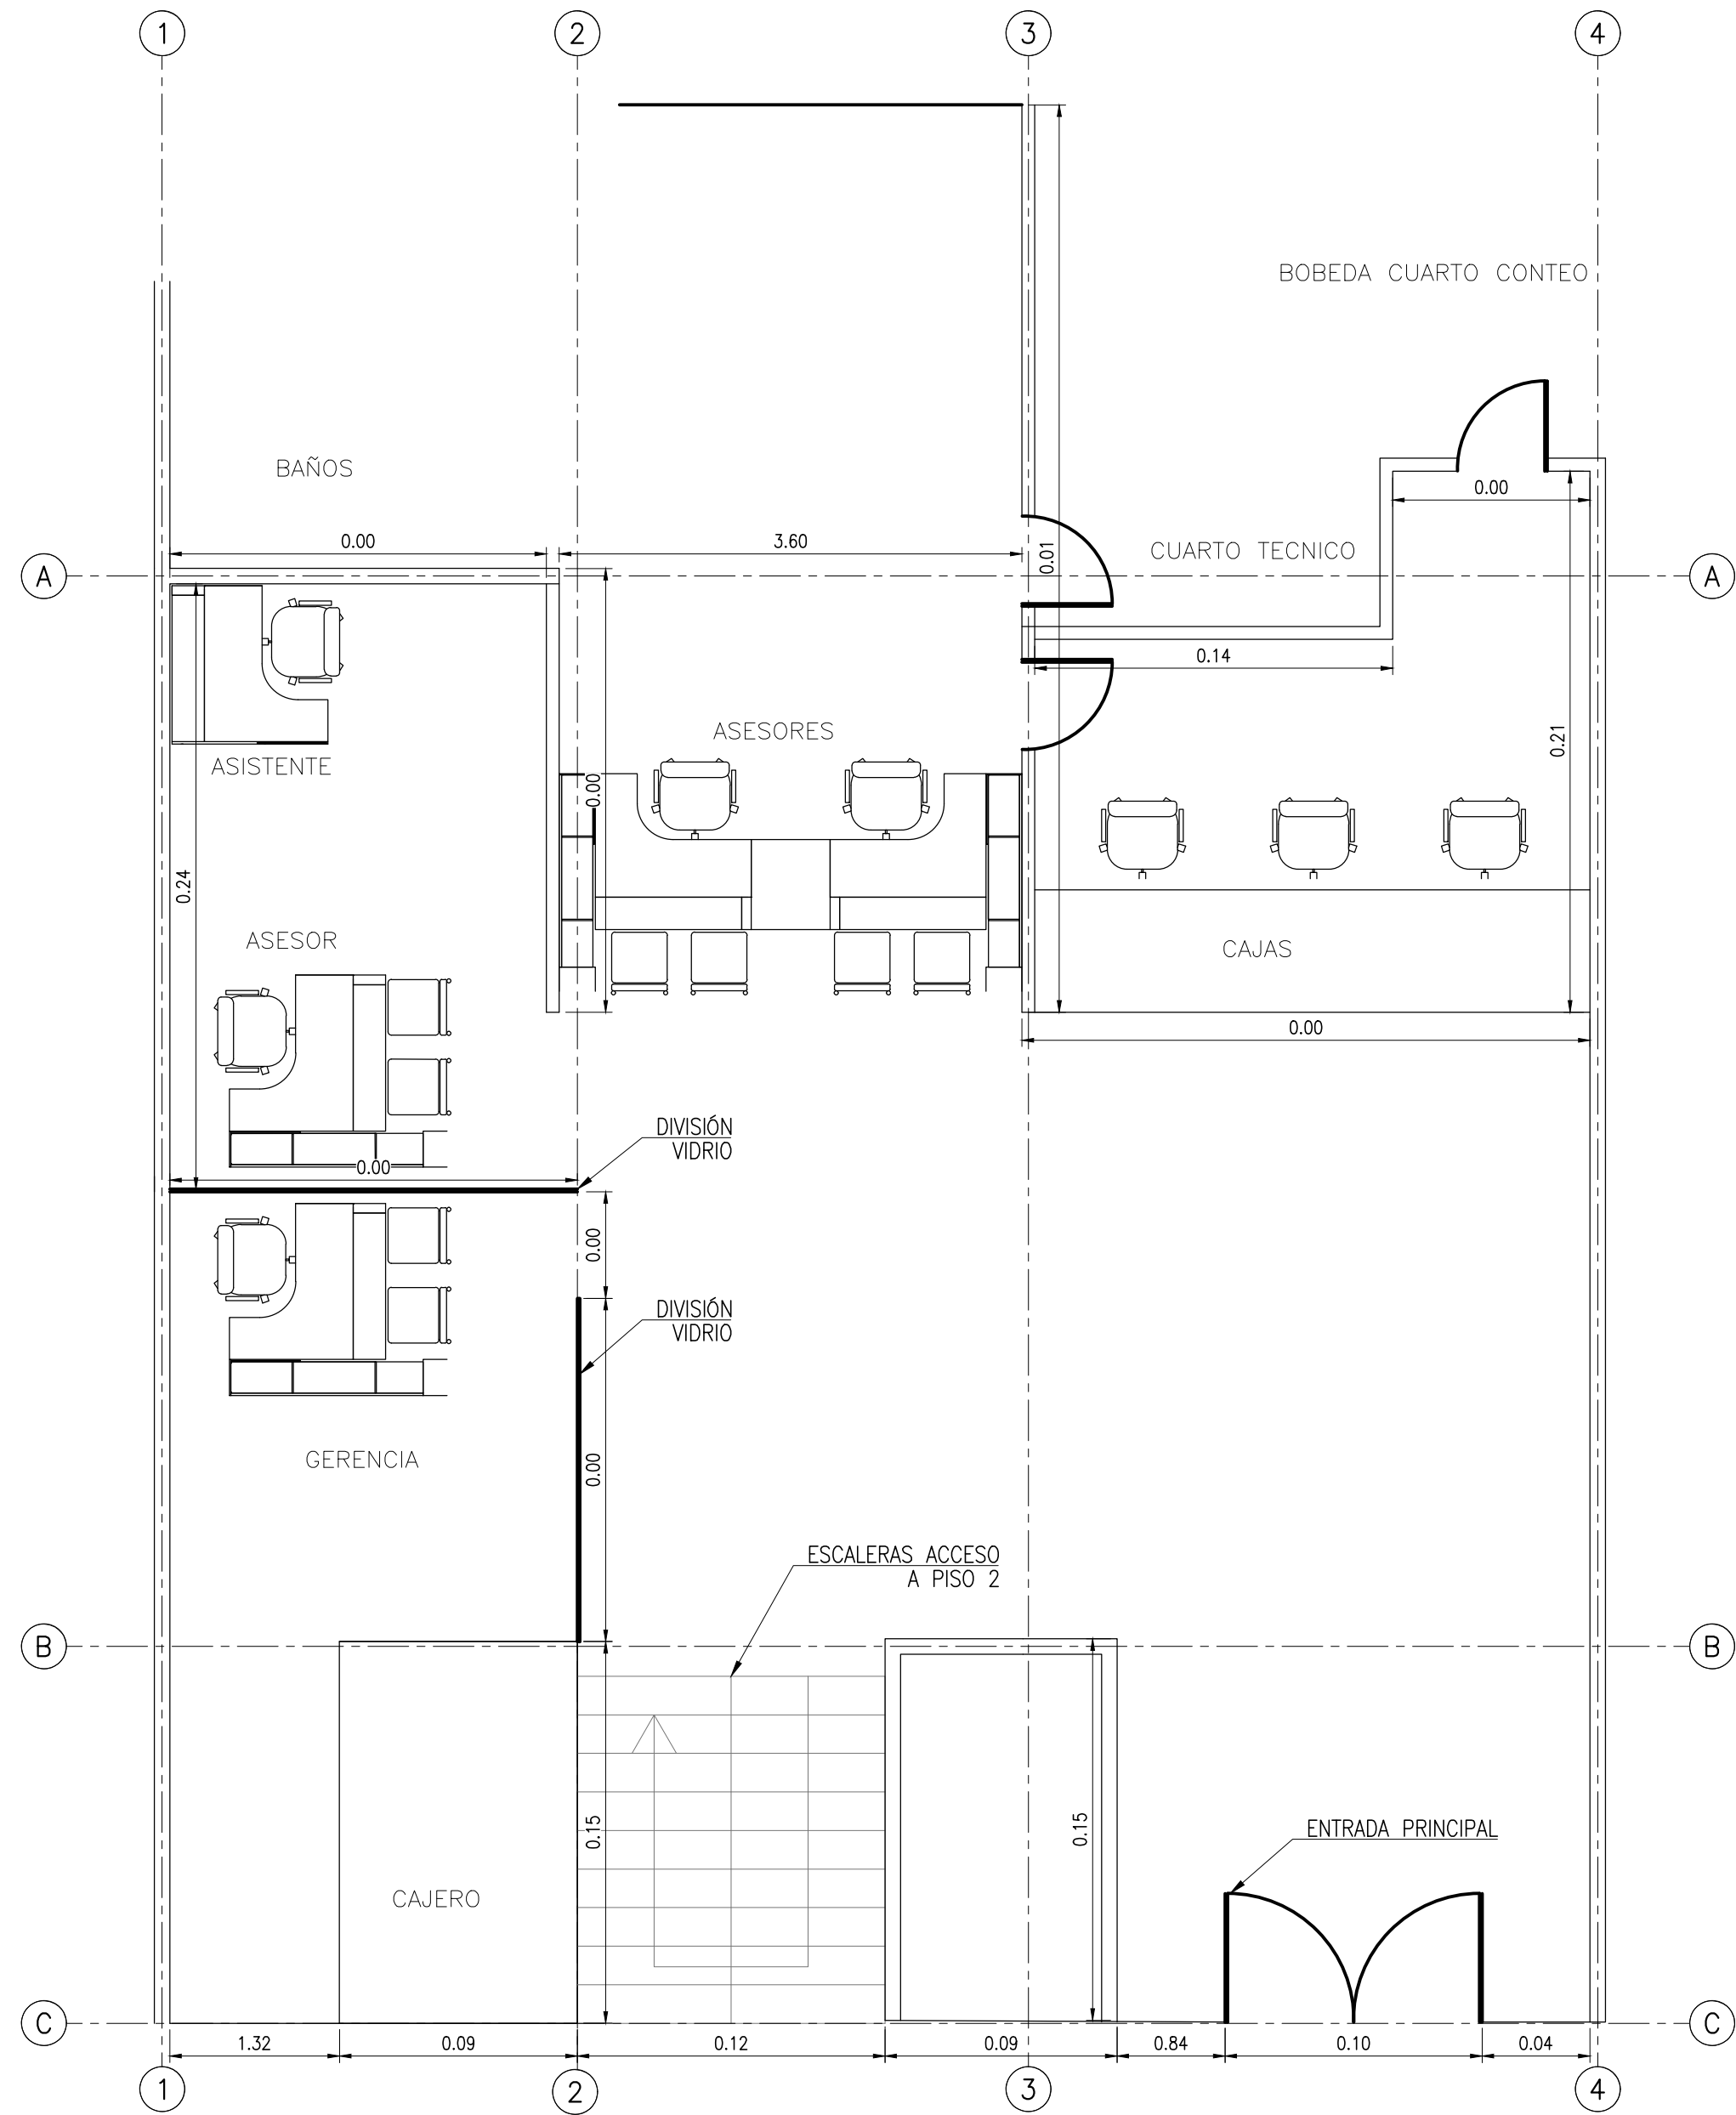 1 2 3 4
BOBEDA CUARTO CONTEO
BAÑOS
0.00
0.00 3.60
0.01
CUARTO TECNICO
A A
0.14
ASESORES
0.21
ASISTENTE
0.00
0.24
ASESOR
CAJAS
0.00
DIVISIÓN
VIDRIO
0.00
0.00
DIVISIÓN
VIDRIO
GERENCIA
0.00
ESCALERAS ACCESO
A PISO 2
B B
0.15
0.15
ENTRADA PRINCIPAL
CAJERO
C C
1.32 0.09 0.12 0.09 0.84 0.10 0.04
1 2 3 4